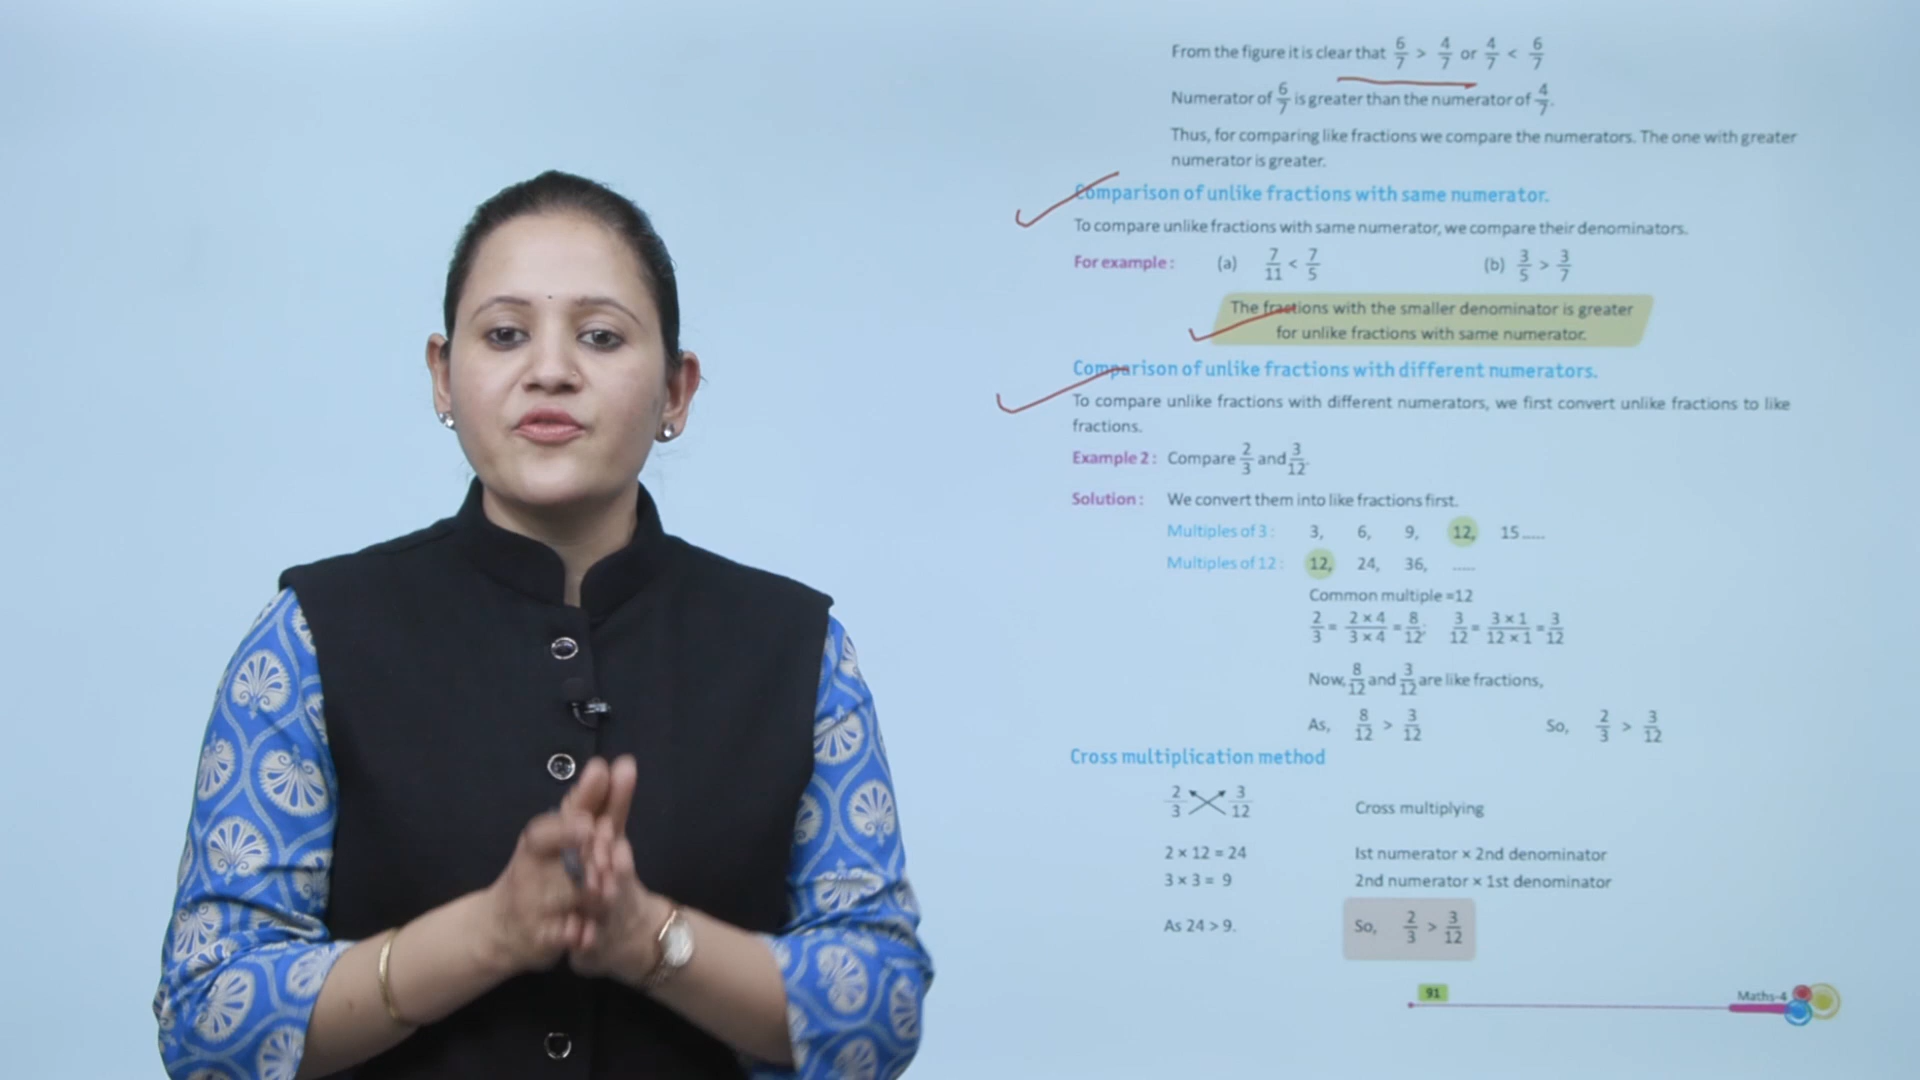 From the figure it is clear that 6/7 > 4/7 or 4/7 < 6/7
Numerator of 6/7 is greater than the numerator of 4/7.
Thus, for comparing like fractions we compare the numerators. The one with greater
numerator is greater.
Comparison of unlike fractions with same numerator.
To compare unlike fractions with same numerator, we compare their denominators.
For example : (a) 7/11 < 7/5 (b) 3/5 > 3/7
The fractions with the smaller denominator is greater
for unlike fractions with same numerator.
Comparison of unlike fractions with different numerators.
To compare unlike fractions with different numerators, we first convert unlike fractions to like
fractions.
Example 2 : Compare 2/3 and 3/12.
Solution : We convert them into like fractions first.
Multiples of 3 : 3, 6, 9, 12, 15 .....
Multiples of 12 : 12, 24, 36, .....
Common multiple =12
2/3 = 2 × 4/3 × 4 = 8/12; 3/12 = 3 × 1/12 × 1 = 3/12
Now, 8/12 and 3/12 are like fractions,
As, 8/12 > 3/12 So, 2/3 > 3/12
Cross multiplication method
2/3 3/12 Cross multiplying
2 × 12 = 24 Ist numerator × 2nd denominator
3 × 3 = 9 2nd numerator × 1st denominator
As 24 > 9. So, 2/3 > 3/12
91
Maths-4